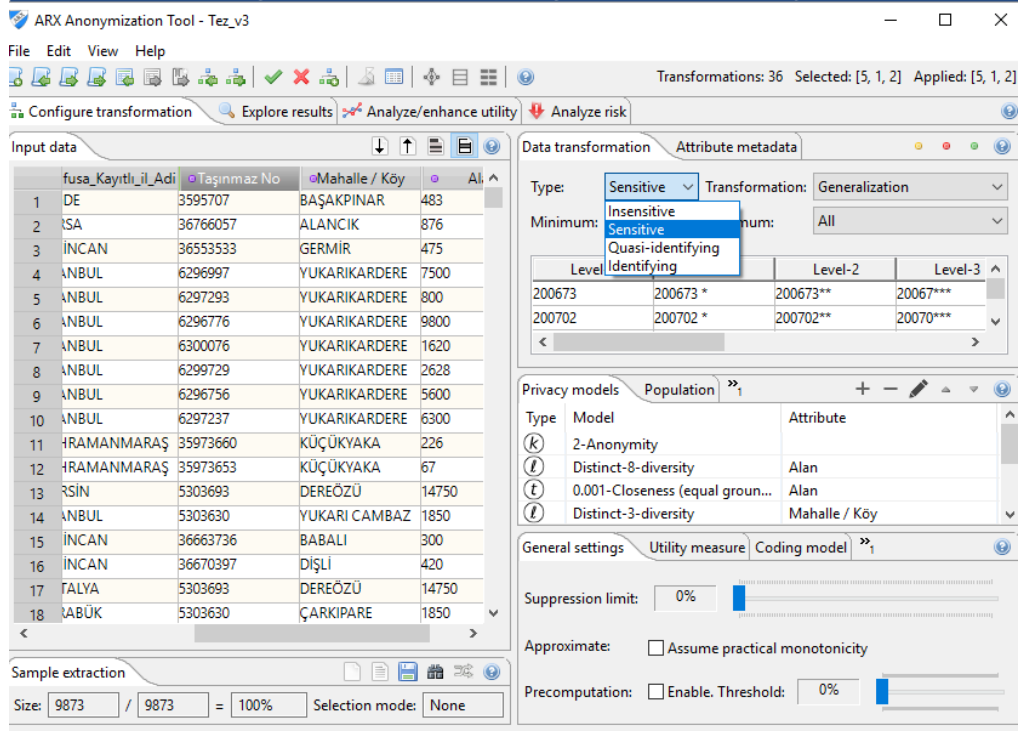 ARX Anonymization Tool - Tez_v3
File Edit View Help
Transformations: 36 Selected: [5, 1, 2] Applied: [5, 1, 2]
Configure transformation Explore results Analyze/enhance utility Analyze risk
Input data
fusa_Kayıtlı_il_Adi Taşınmaz No Mahalle / Köy Al
1 DE 3595707 BAŞAKPINAR 483
2 RSA 36766057 ALANCIK 876
3 İNCAN 36553533 GERMİR 475
4 ANBUL 6296997 YUKARIKARDERE 7500
5 ANBUL 6297293 YUKARIKARDERE 800
6 ANBUL 6296776 YUKARIKARDERE 9800
7 ANBUL 6300076 YUKARIKARDERE 1620
8 ANBUL 6299729 YUKARIKARDERE 2628
9 ANBUL 6296756 YUKARIKARDERE 5600
10 ANBUL 6297237 YUKARIKARDERE 6300
11 HRAMANMARAŞ 35973660 KÜÇÜKYAKA 226
12 HRAMANMARAŞ 35973653 KÜÇÜKYAKA 67
13 RSİN 5303693 DEREÖZÜ 14750
14 ANBUL 5303630 YUKARI CAMBAZ 1850
15 İNCAN 36663736 BABALI 300
16 İNCAN 36670397 DİŞLİ 420
17 TALYA 5303693 DEREÖZÜ 14750
18 RABÜK 5303630 ÇARKIPARE 1850
Sample extraction
Size: 9873 / 9873 = 100% Selection mode: None
Data transformation Attribute metadata
Type: Sensitive Transformation: Generalization
Insensitive
Sensitive
Quasi-identifying
Identifying
Minimum: num: All
Level Level-2 Level-3
200673 200673 * 200673** 20067***
200702 200702 * 200702** 20070***
Privacy models Population »1
Type Model Attribute
k 2-Anonymity
ℓ Distinct-8-diversity Alan
t 0.001-Closeness (equal groun... Alan
ℓ Distinct-3-diversity Mahalle / Köy
General settings Utility measure Coding model »1
Suppression limit: 0%
Approximate: Assume practical monotonicity
Precomputation: Enable. Threshold: 0%